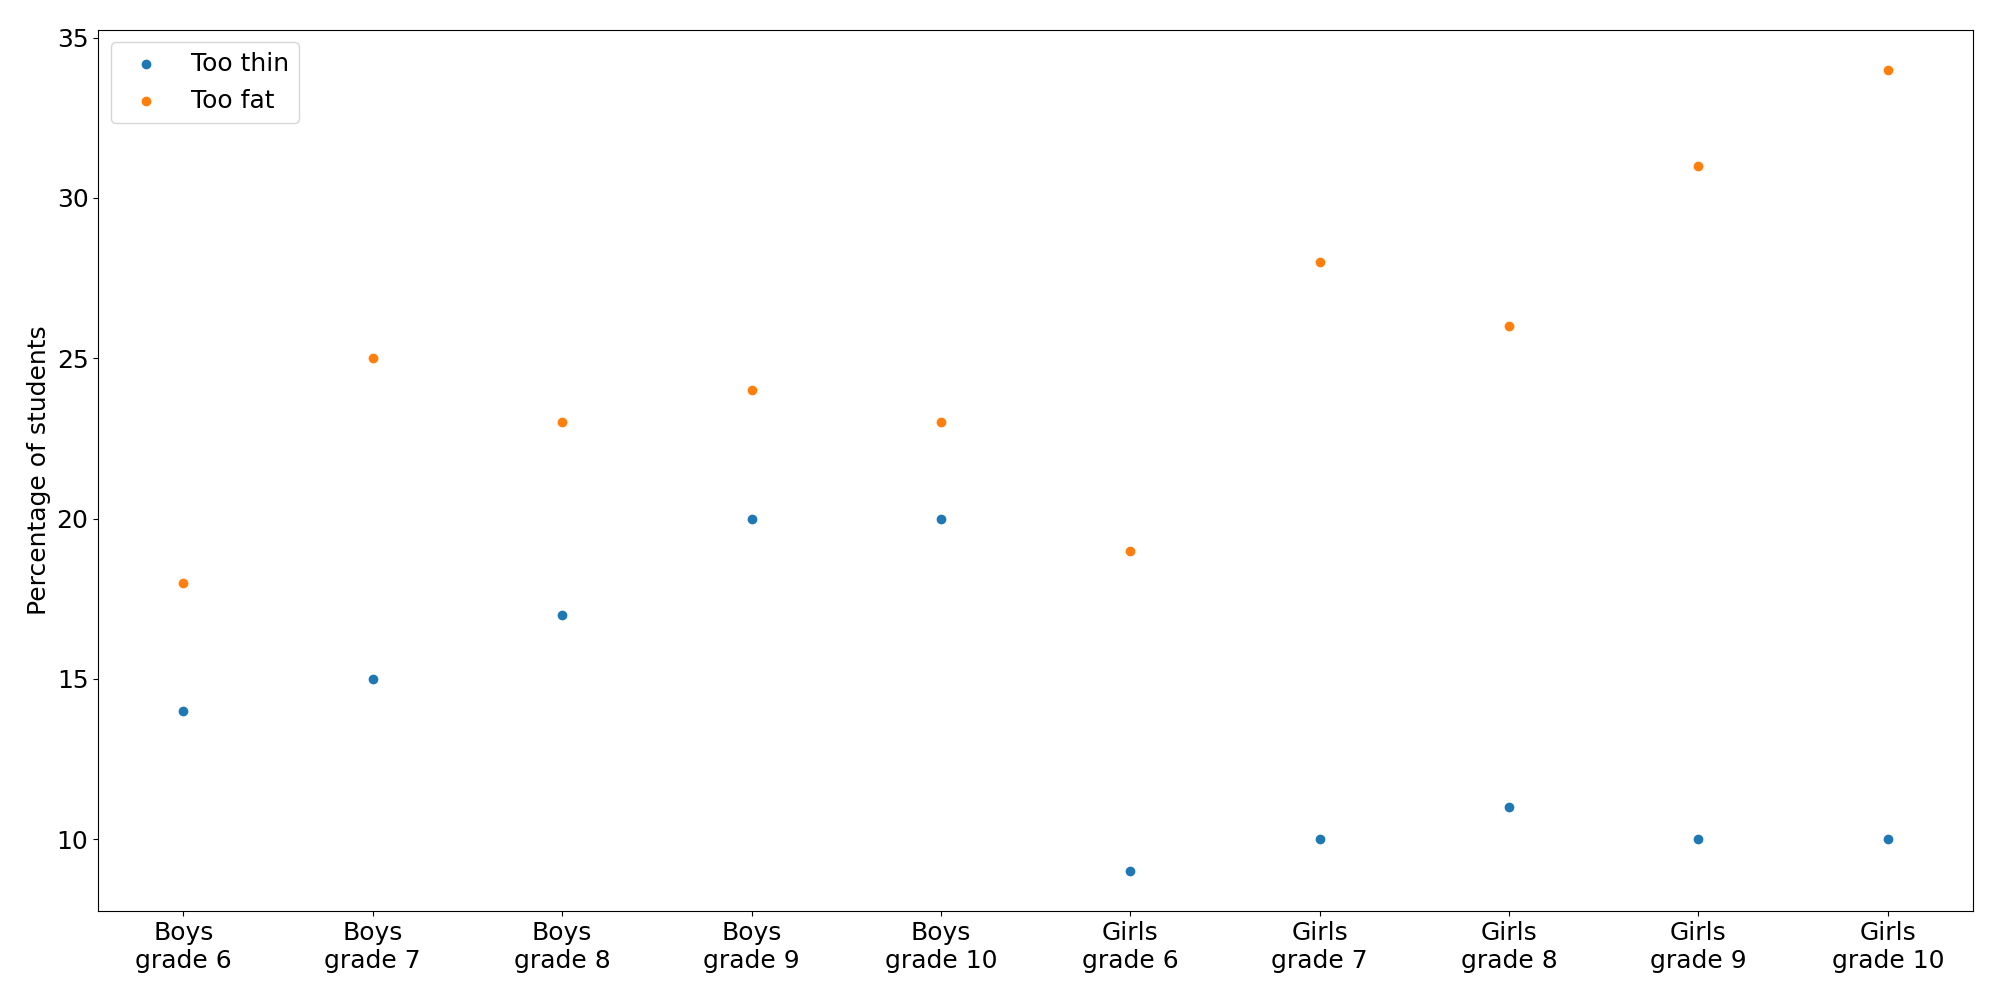 Too thin
Too fat
Percentage of students
35
30
25
20
15
10
Boys
grade 6
Boys
grade 7
Boys
grade 8
Boys
grade 9
Boys
grade 10
Girls
grade 6
Girls
grade 7
Girls
grade 8
Girls
grade 9
Girls
grade 10